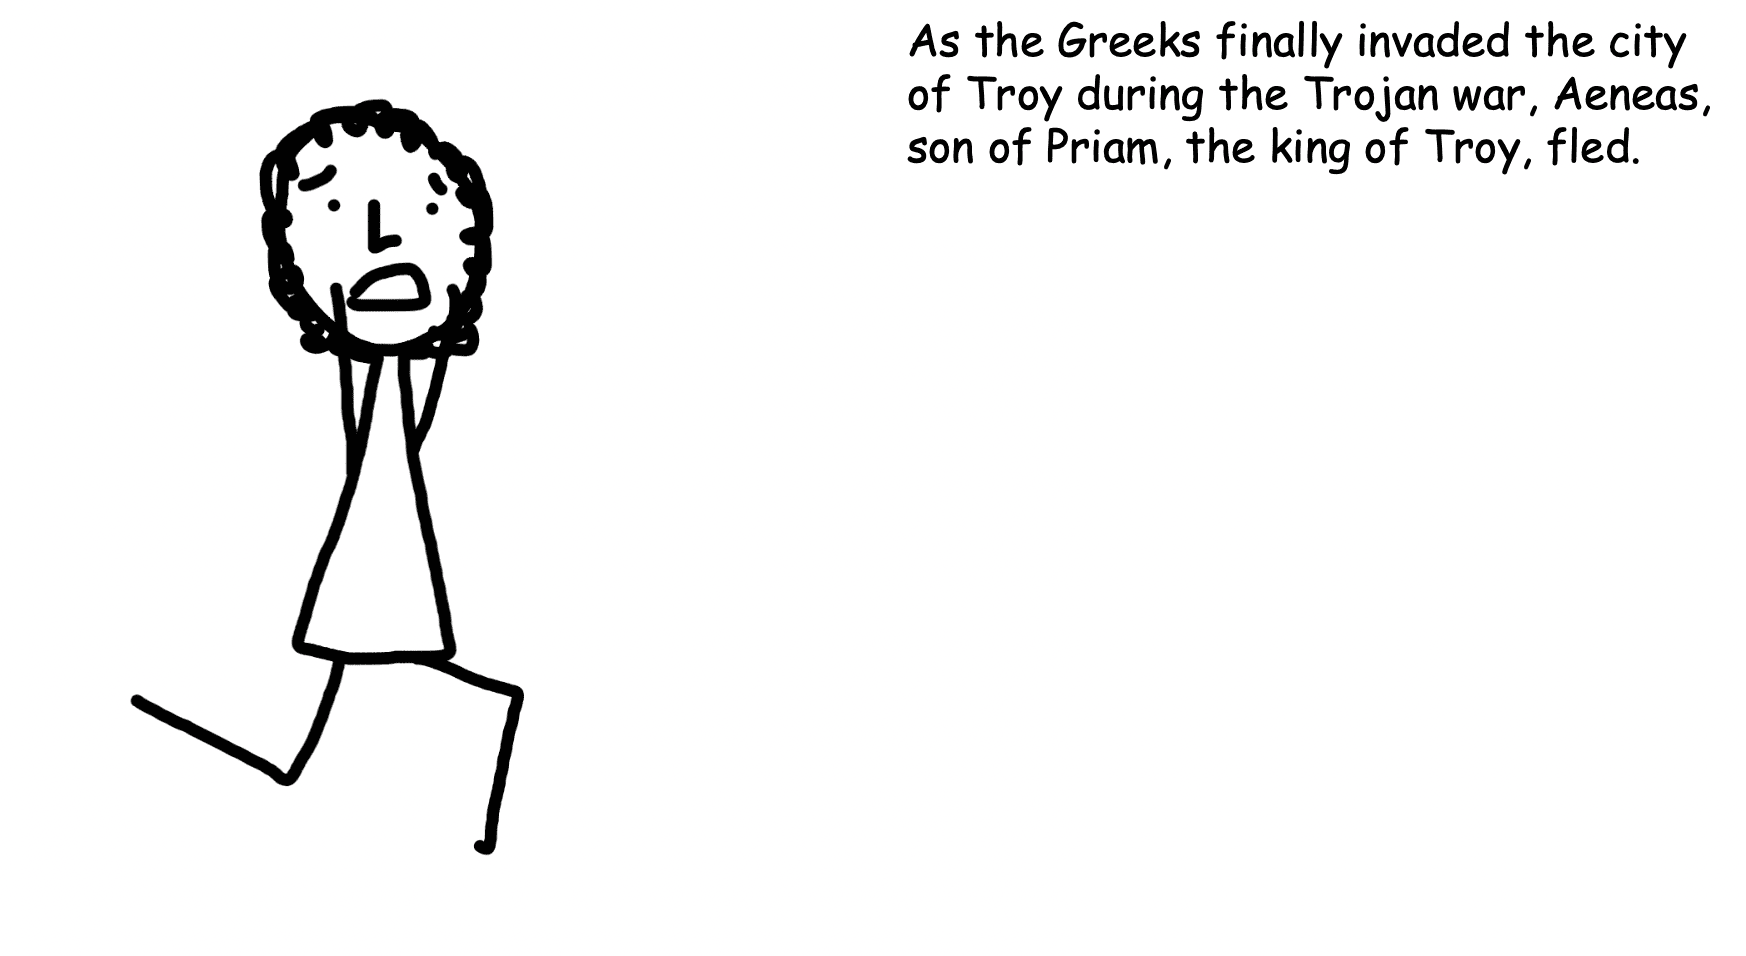 As the Greeks finally invaded the city
of Troy during the Trojan war, Aeneas,
son of Priam, the king of Troy, fled.